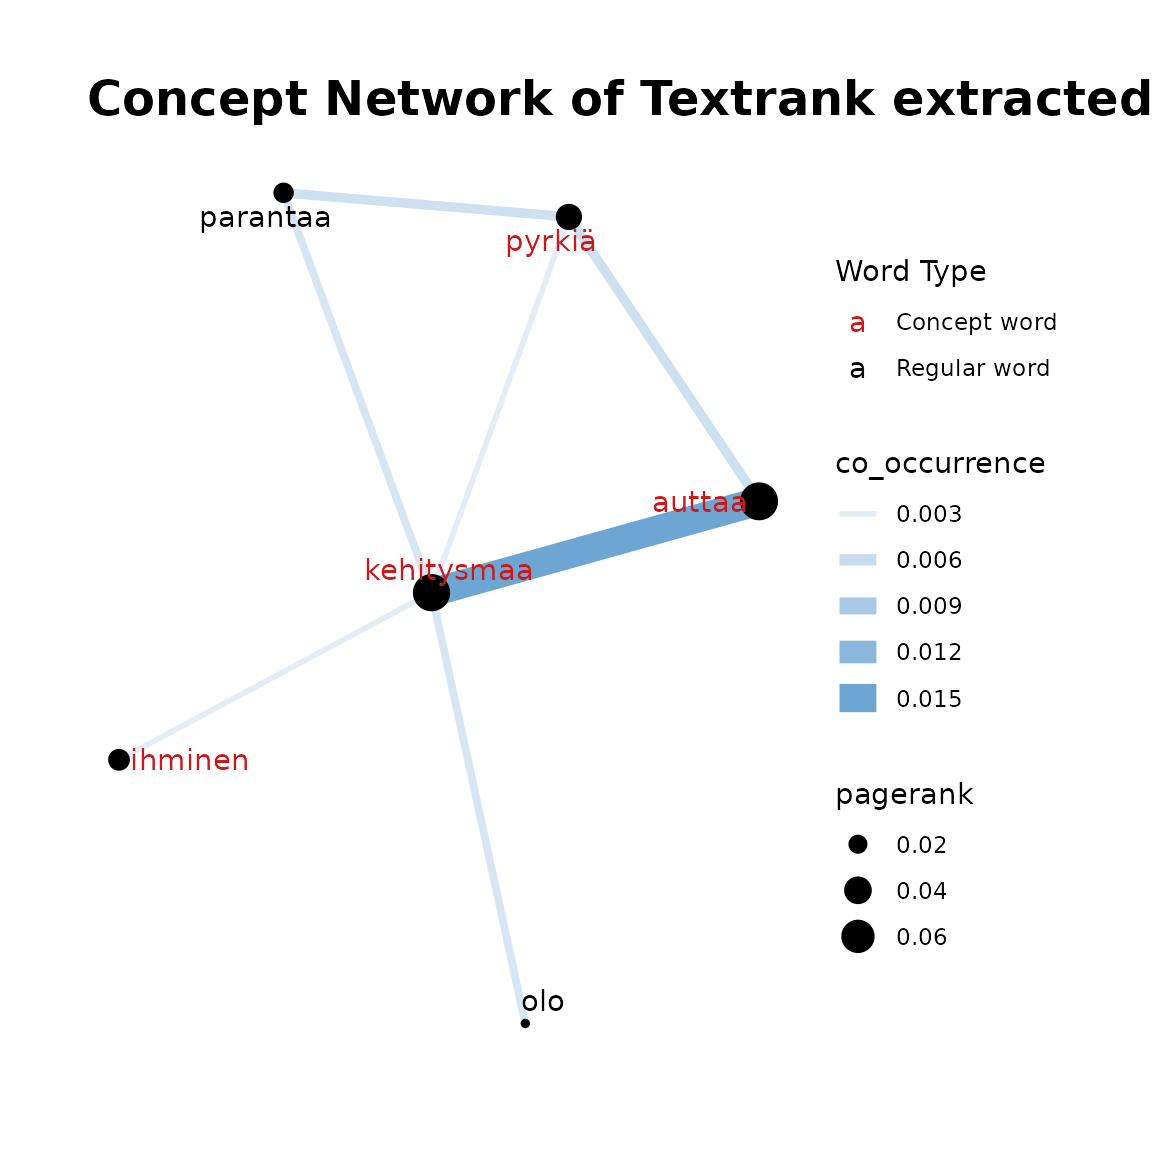 Concept Network of Textrank extracted
parantaa
pyrkiä
auttaa
kehitysmaa
ihminen
olo
Word Type
a Concept word
a Regular word
co_occurrence
0.003
0.006
0.009
0.012
0.015
pagerank
0.02
0.04
0.06